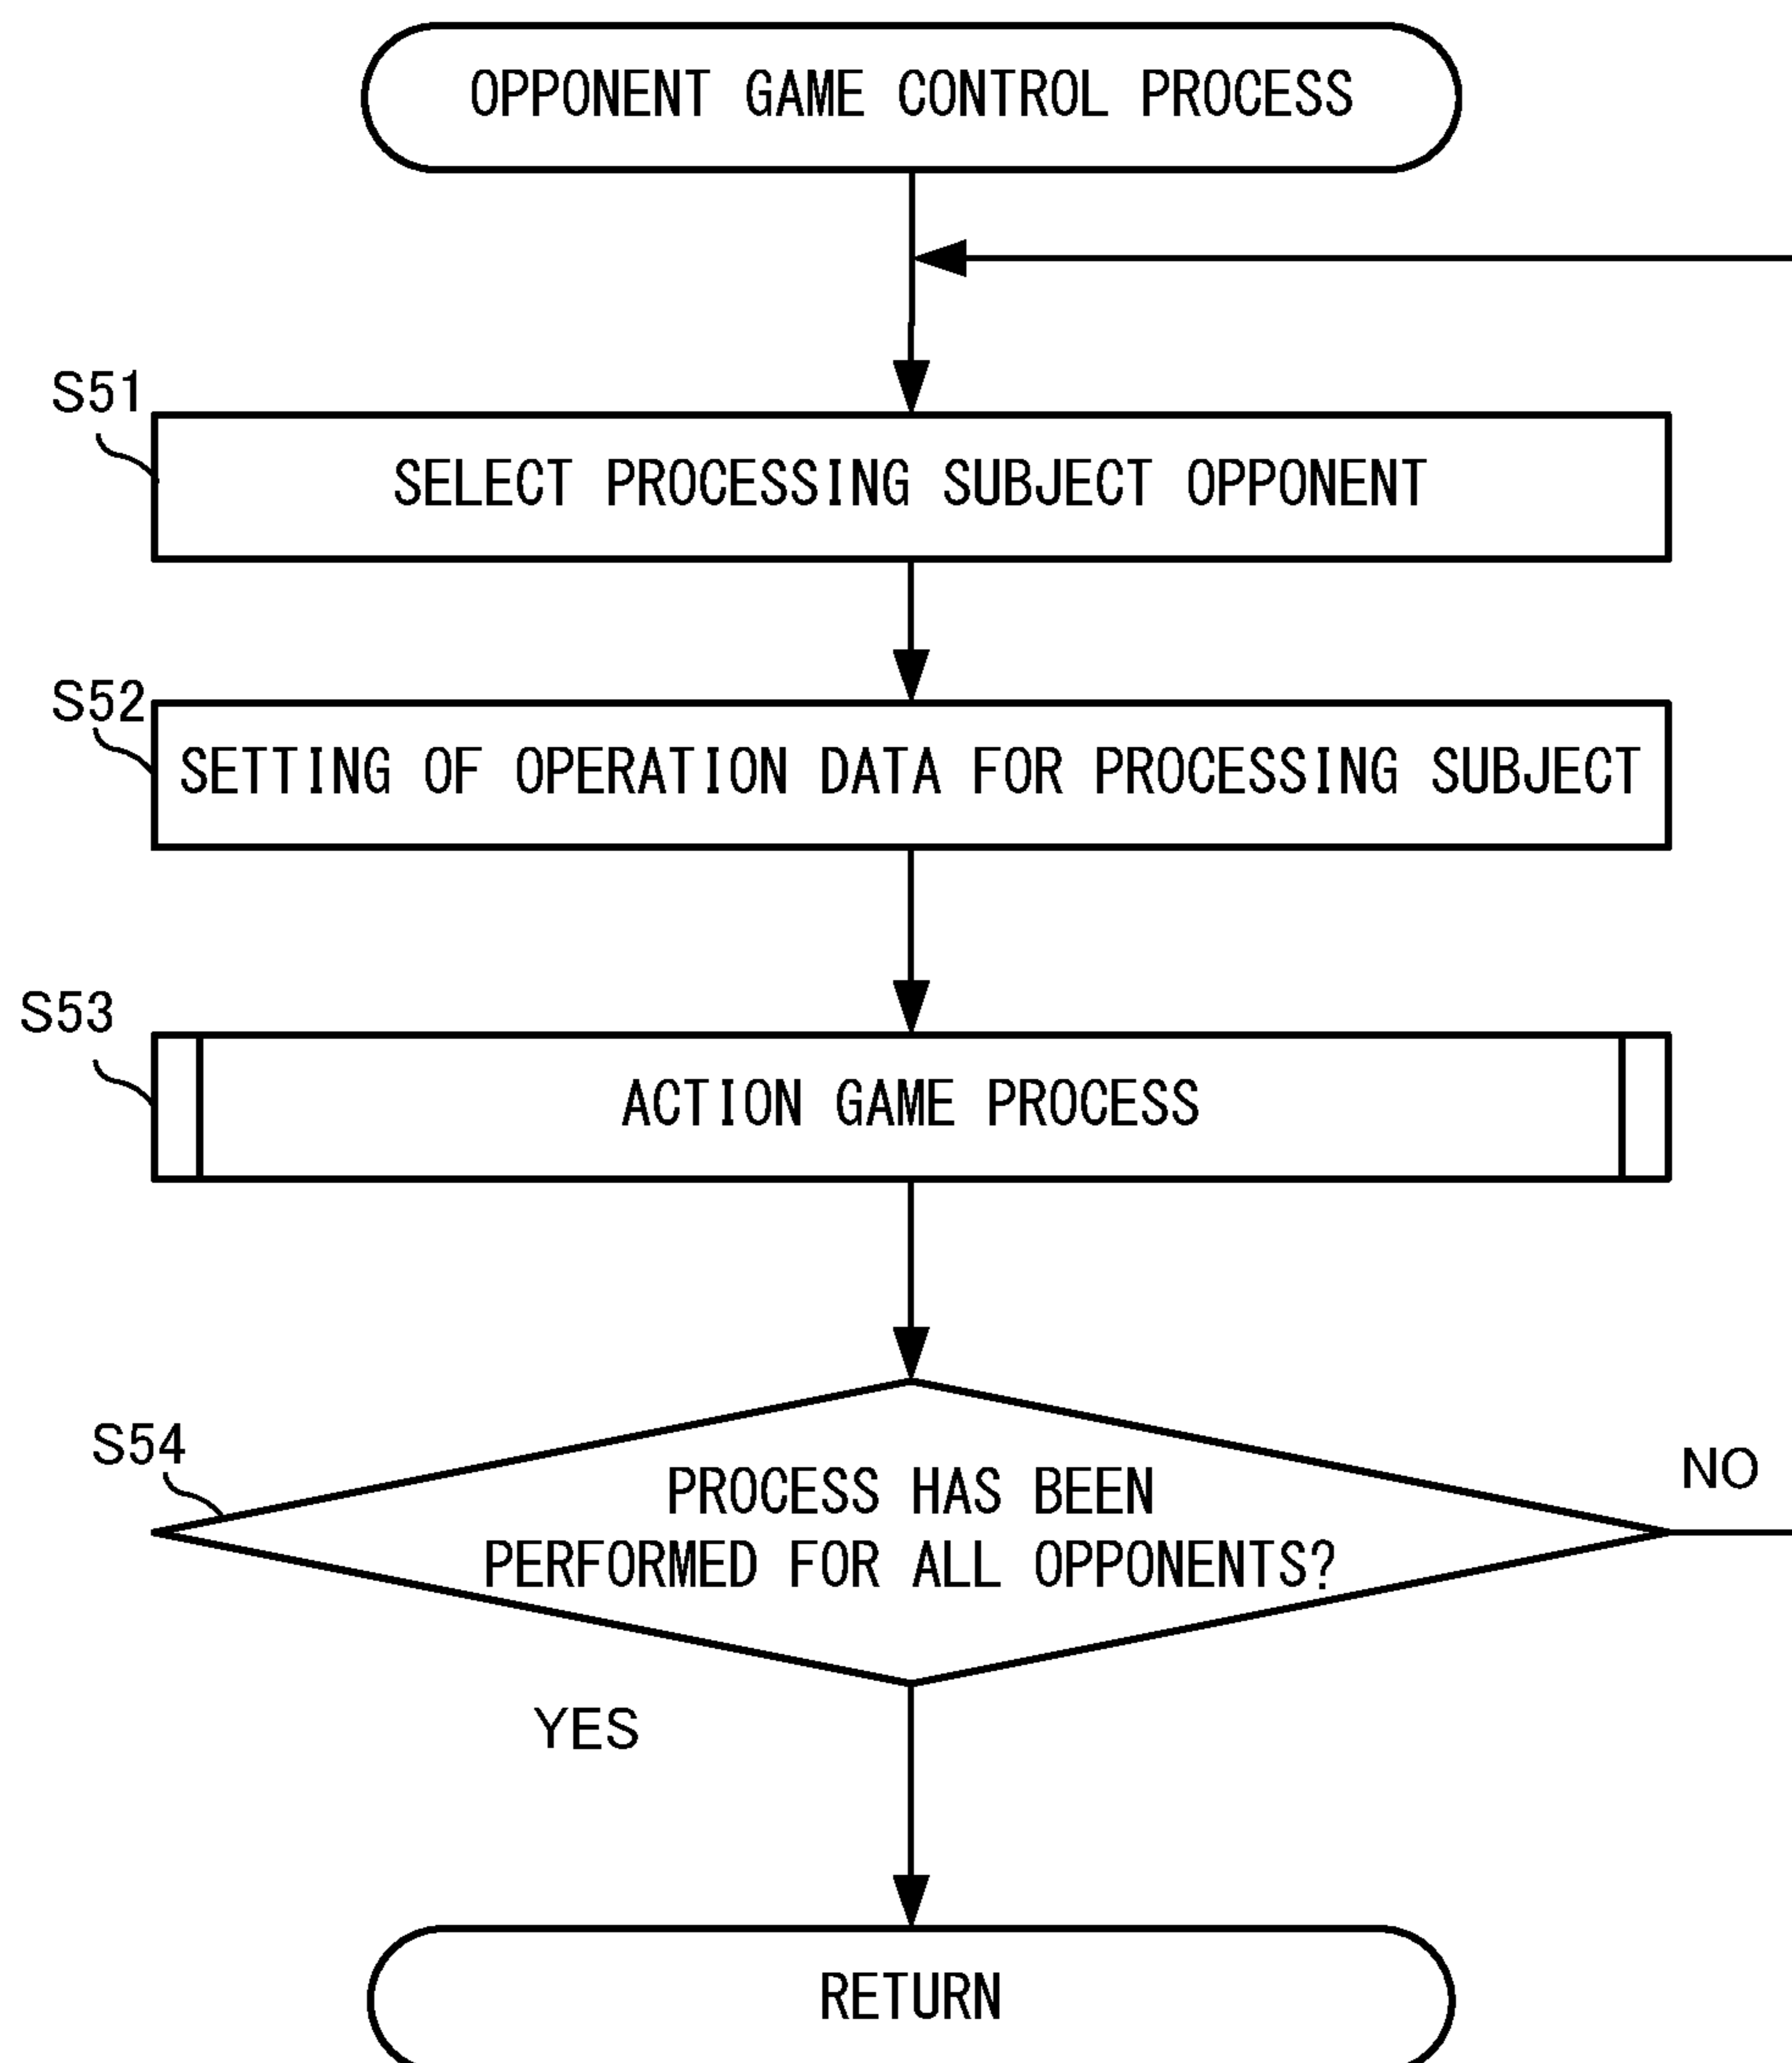 OPPONENT GAME CONTROL PROCESS
S51
SELECT PROCESSING SUBJECT OPPONENT
S52
SETTING OF OPERATION DATA FOR PROCESSING SUBJECT
S53
ACTION GAME PROCESS
S54
PROCESS HAS BEEN
PERFORMED FOR ALL OPPONENTS?
NO
YES
RETURN